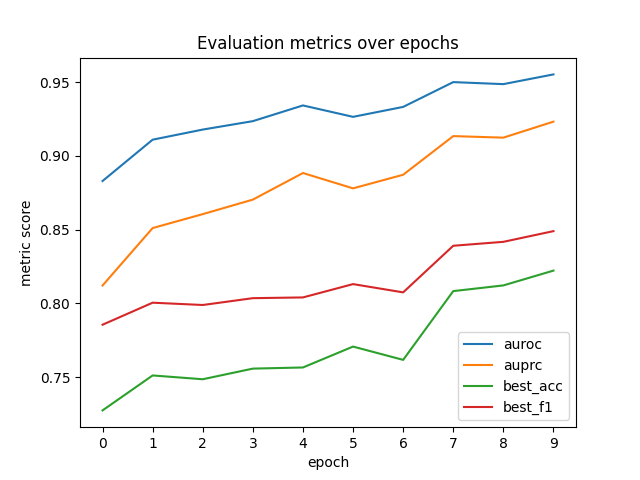 Evaluation metrics over epochs
metric score
0.95
0.90
0.85
0.80
0.75
0 1 2 3 4 5 6 7 8 9
epoch
auroc
auprc
best_acc
best_f1